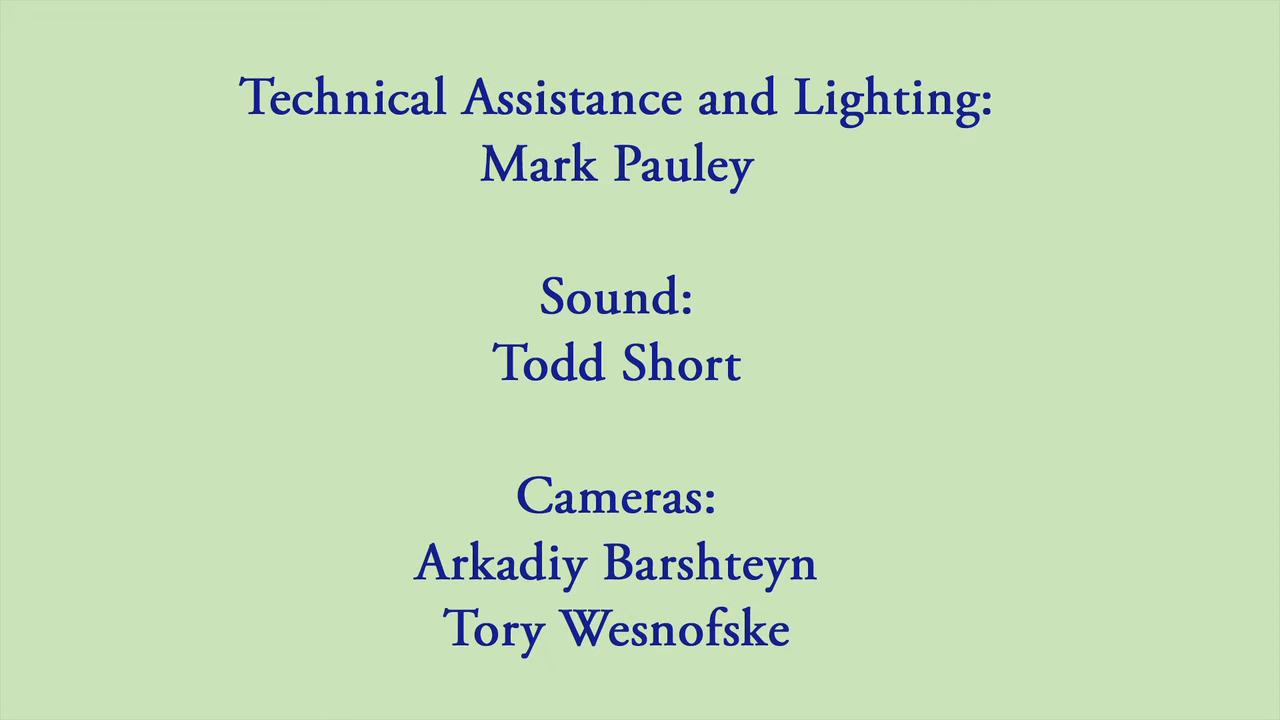 Technical Assistance and Lighting:
Mark Pauley
Sound:
Todd Short
Cameras:
Arkadiy Barshteyn
Tory Wesnofske